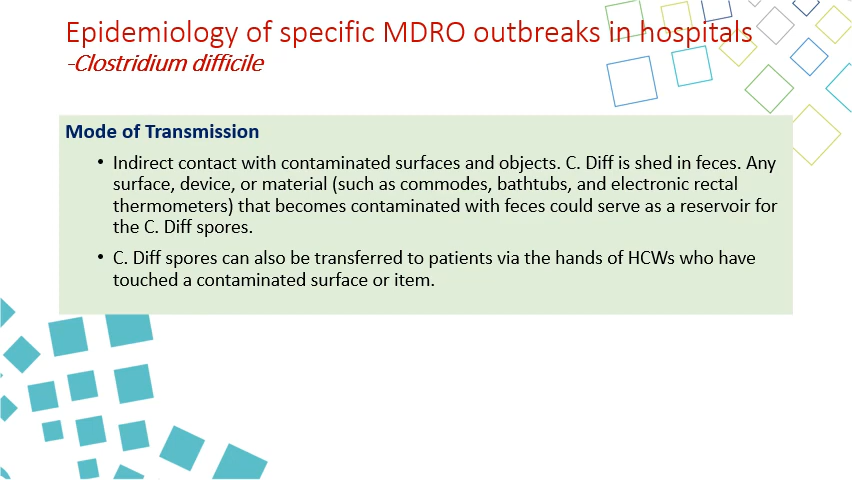 Epidemiology of specific MDRO outbreaks in hospitals
-Clostridium difficile
Mode of Transmission
• Indirect contact with contaminated surfaces and objects. C. Diff is shed in feces. Any
surface, device, or material (such as commodes, bathtubs, and electronic rectal
thermometers) that becomes contaminated with feces could serve as a reservoir for
the C. Diff spores.
• C. Diff spores can also be transferred to patients via the hands of HCWs who have
touched a contaminated surface or item.